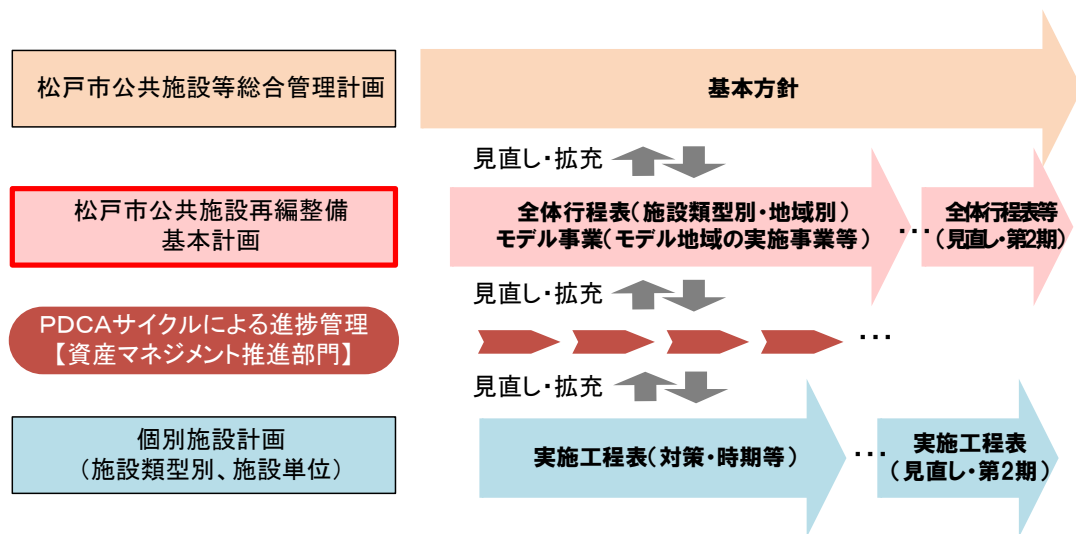 松戸市公共施設等総合管理計画
基本方針
見直し・拡充
松戸市公共施設再編整備
基本計画
全体行程表(施設類型別・地域別)
モデル事業(モデル地域の実施事業等)
…
全体行程表等
(見直し・第2期)
見直し・拡充
PDCAサイクルによる進捗管理
【資産マネジメント推進部門】
…
見直し・拡充
個別施設計画
(施設類型別、施設単位)
実施工程表(対策・時期等)
…
実施工程表
(見直し・第2期)